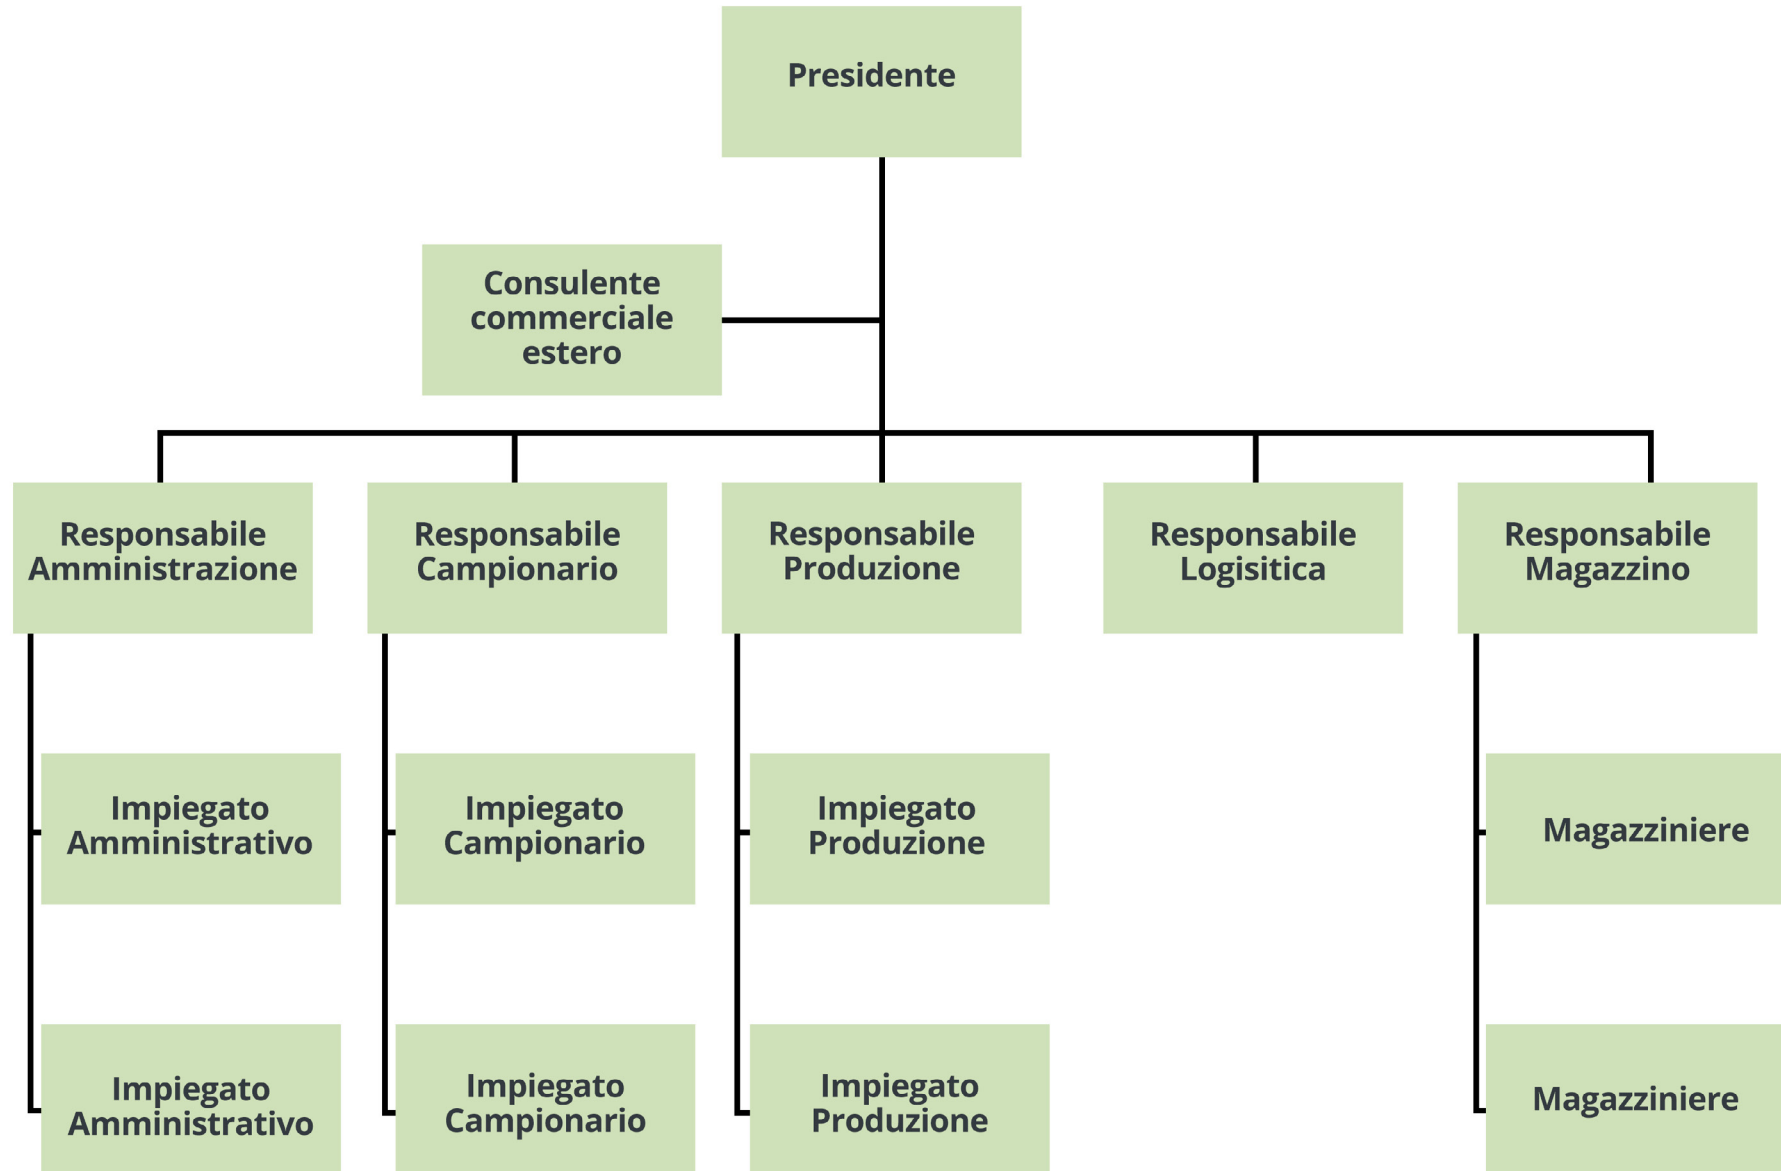 Presidente
Consulente
commerciale
estero
Responsabile
Amministrazione
Responsabile
Campionario
Responsabile
Produzione
Responsabile
Logisitica
Responsabile
Magazzino
Impiegato
Amministrativo
Impiegato
Campionario
Impiegato
Produzione
Magazziniere
Impiegato
Amministrativo
Impiegato
Campionario
Impiegato
Produzione
Magazziniere